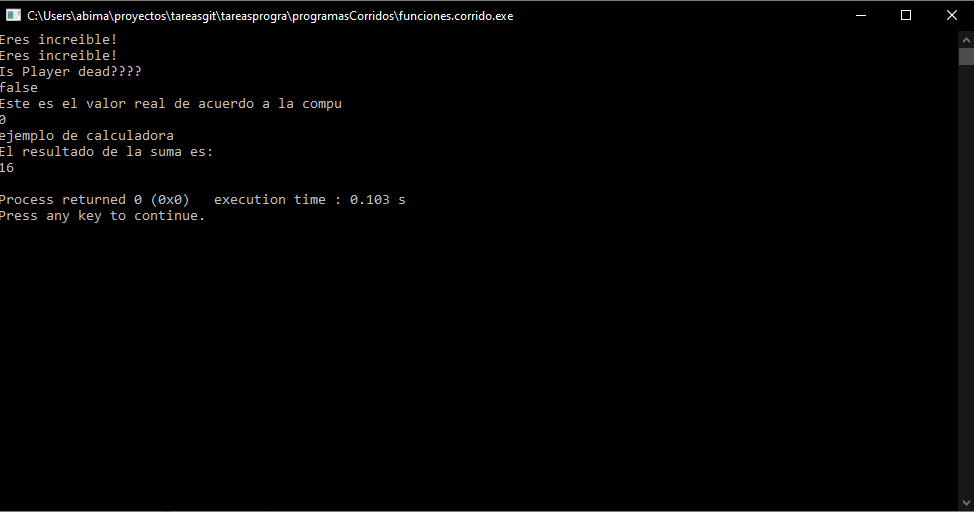 C:\Users\abima\proyectos\tareasgit\tareasprogra\programasCorridos\funciones.corrido.exe
Eres increible!
Eres increible!
Is Player dead????
false
Este es el valor real de acuerdo a la compu
0
ejemplo de calculadora
El resultado de la suma es:
16
Process returned 0 (0x0)   execution time : 0.103 s
Press any key to continue.